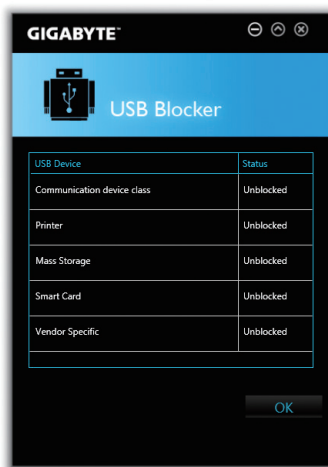 GIGABYTE™
USB Blocker
USB Device Status
Communication device class Unblocked
Printer Unblocked
Mass Storage Unblocked
Smart Card Unblocked
Vendor Specific Unblocked
OK